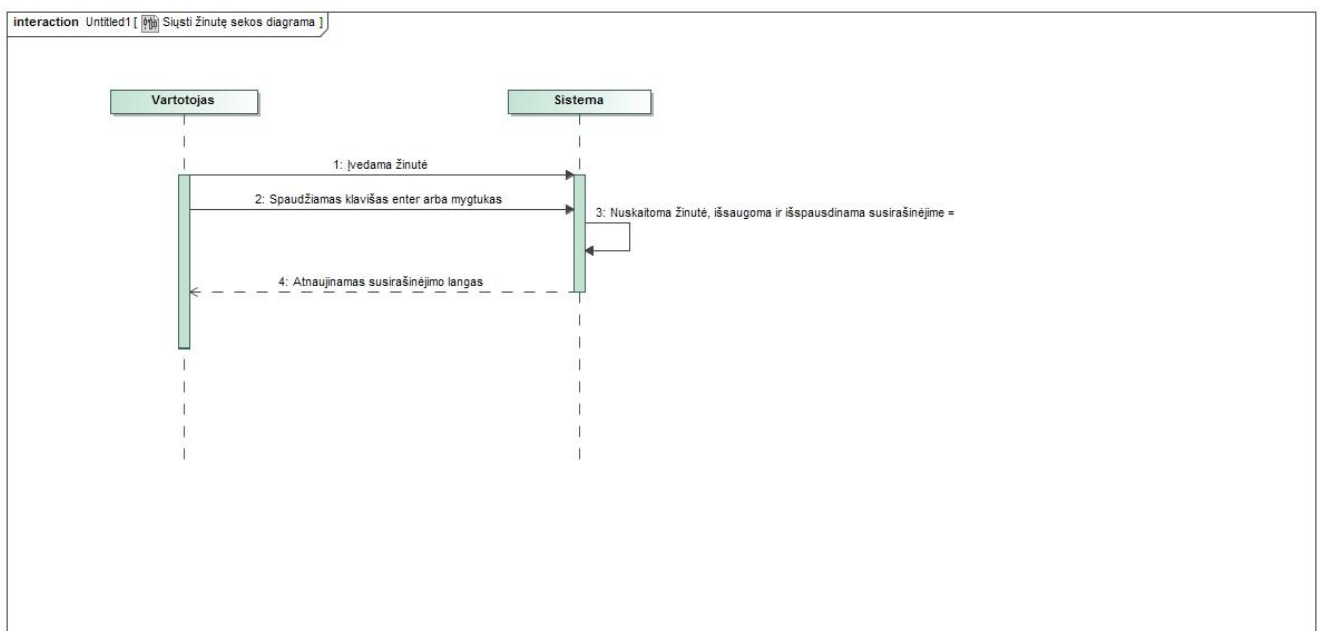 interaction Untitled1 [ Siųsti žinutę sekos diagrama ]
Vartotojas
Sistema
1: Įvedama žinutė
2: Spaudžiamas klavišas enter arba mygtukas
3: Nuskaitoma žinutė, išsaugoma ir išspausdinama susirašinėjime =
4: Atnaujinamas susirašinėjimo langas